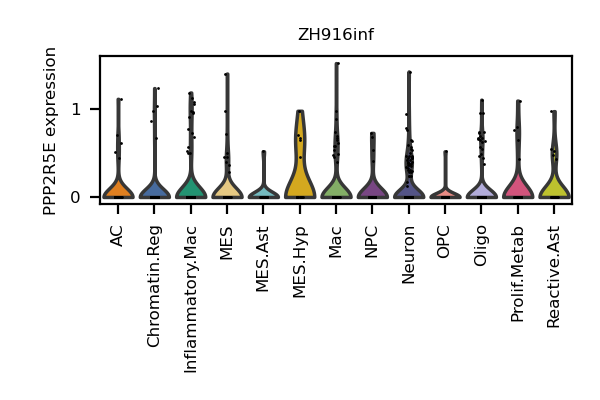 ZH916inf
PPP2R5E expression
1
0
AC
Chromatin.Reg
Inflammatory.Mac
MES
MES.Ast
MES.Hyp
Mac
NPC
Neuron
OPC
Oligo
Prolif.Metab
Reactive.Ast